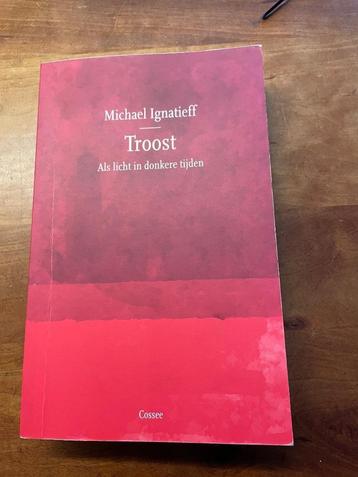 Michael Ignatieff
Troost
Als licht in donkere tijden
Cossee